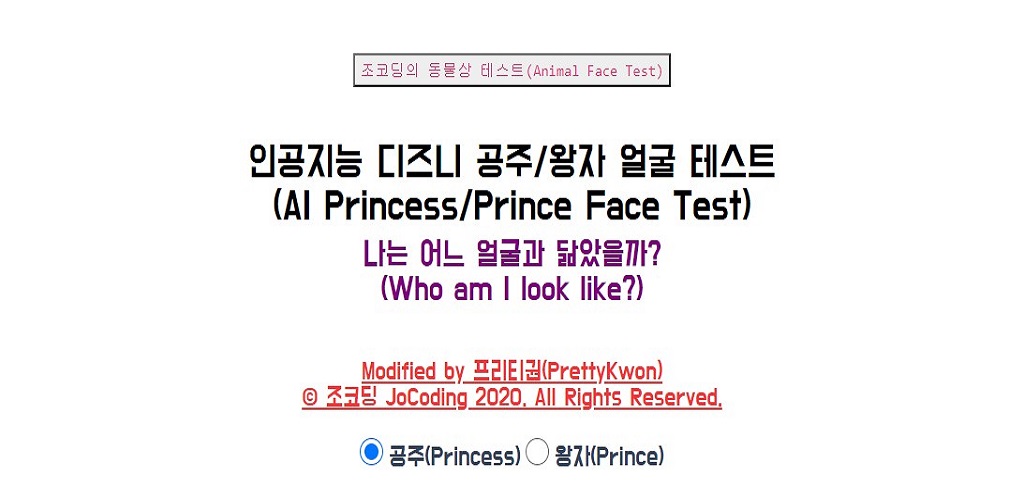 조코딩의 동물상 테스트(Animal Face Test)
인공지능 디즈니 공주/왕자 얼굴 테스트
(AI Princess/Prince Face Test)
나는 어느 얼굴과 닮았을까?
(Who am I look like?)
Modified by 프리티권(PrettyKwon)
© 조코딩 JoCoding 2020. All Rights Reserved.
공주(Princess) 왕자(Prince)